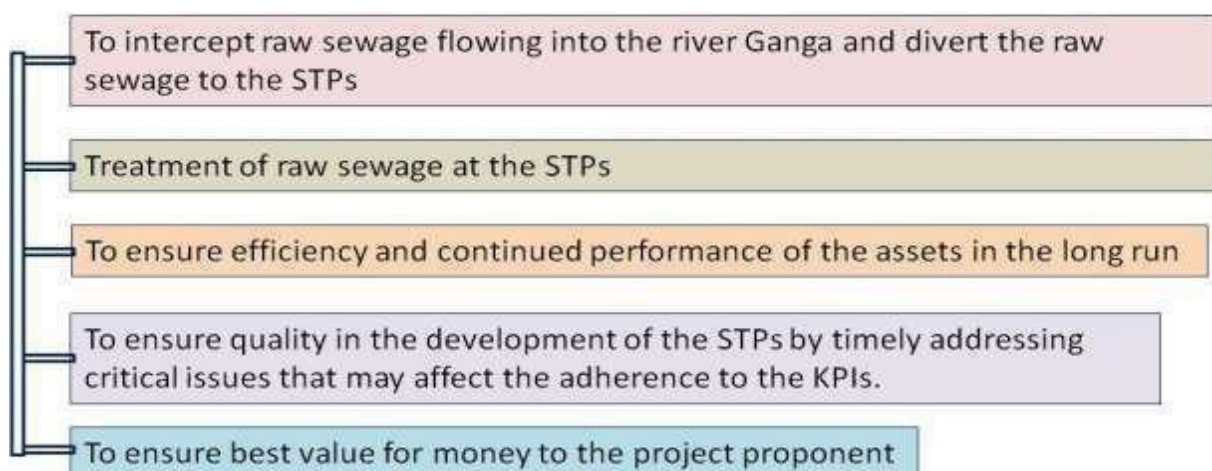 To intercept raw sewage flowing into the river Ganga and divert the raw
sewage to the STPs
Treatment of raw sewage at the STPs
To ensure efficiency and continued performance of the assets in the long run
To ensure quality in the development of the STPs by timely addressing
critical issues that may affect the adherence to the KPIs.
To ensure best value for money to the project proponent